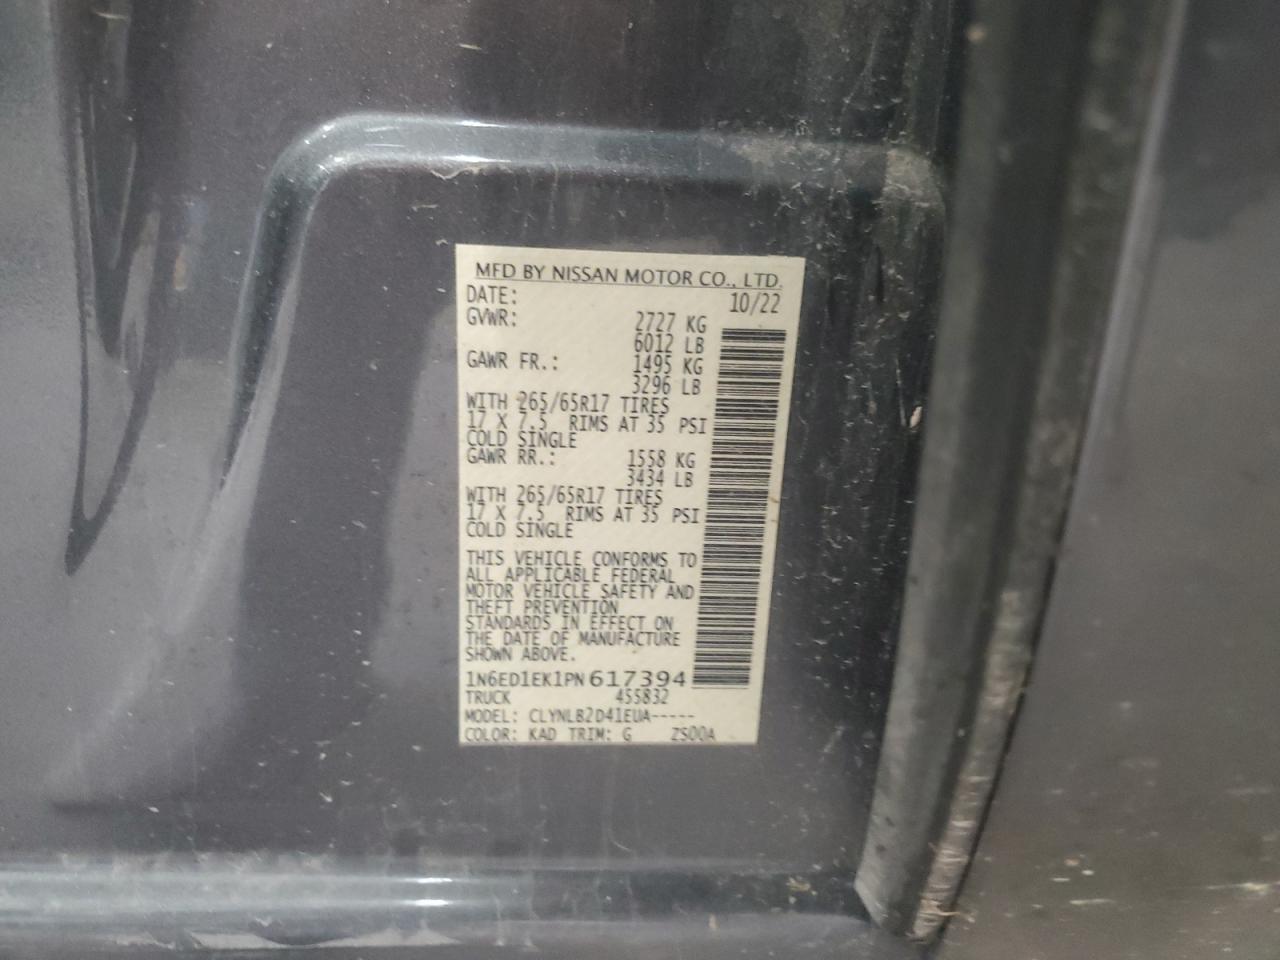 MFD BY NISSAN MOTOR CO., LTD.
DATE: 10/22
GVWR: 2727 KG
6012 LB
GAWR FR.: 1495 KG
3296 LB
WITH 265/65R17 TIRES
17 X 7.5 RIMS AT 35 PSI
COLD SINGLE
GAWR RR.: 1558 KG
3434 LB
WITH 265/65R17 TIRES
17 X 7.5 RIMS AT 35 PSI
COLD SINGLE
THIS VEHICLE CONFORMS TO
ALL APPLICABLE FEDERAL
MOTOR VEHICLE SAFETY AND
THEFT PREVENTION
STANDARDS IN EFFECT ON
THE DATE OF MANUFACTURE
SHOWN ABOVE.
1N6ED1EK1PN617394
TRUCK 455832
MODEL: CLYNLB2D41EUA-----
COLOR: KAD TRIM: G ZS00A